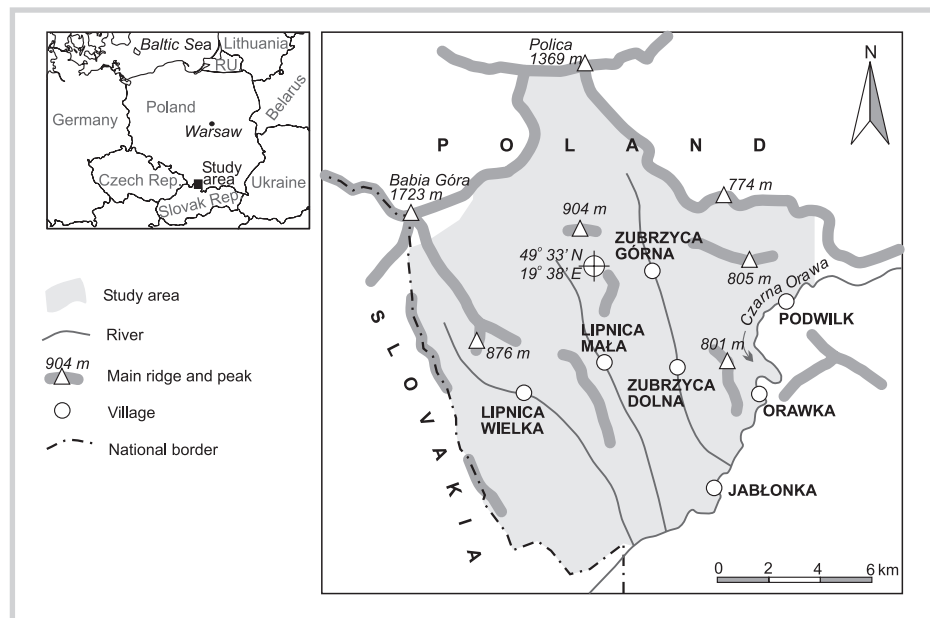 Baltic Sea
Lithuania
RU
Belarus
Poland
Germany
Warsaw
Study
area
Czech Rep.
Ukraine
Slovak Rep.
Study area
River
904 m
Main ridge and peak
Village
National border
Polica
1369 m
N
P O L A N D
Babia Góra
1723 m
774 m
904 m
ZUBRZYCA
GÓRNA
49° 33' N
19° 38' E
805 m
Czarna Orawa
PODWILK
SLOVAKIA
LIPNICA
MAŁA
801 m
876 m
ZUBRZYCA
DOLNA
LIPNICA
WIELKA
ORAWKA
JABŁONKA
0 2 4 6 km